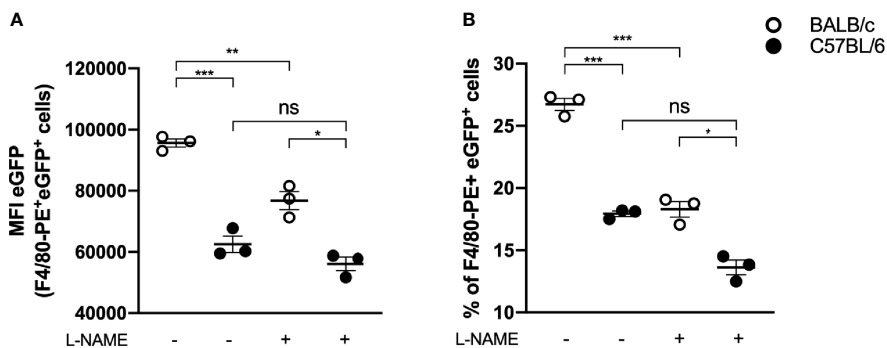 A
B
BALB/c
C57BL/6
MFI eGFP
(F4/80-PE⁺eGFP⁺ cells)
120000
100000
80000
60000
40000
**
***
ns
*
L-NAME - - + +
% of F4/80-PE+ eGFP⁺ cells
30
25
20
15
10
***
***
ns
*
L-NAME - - + +